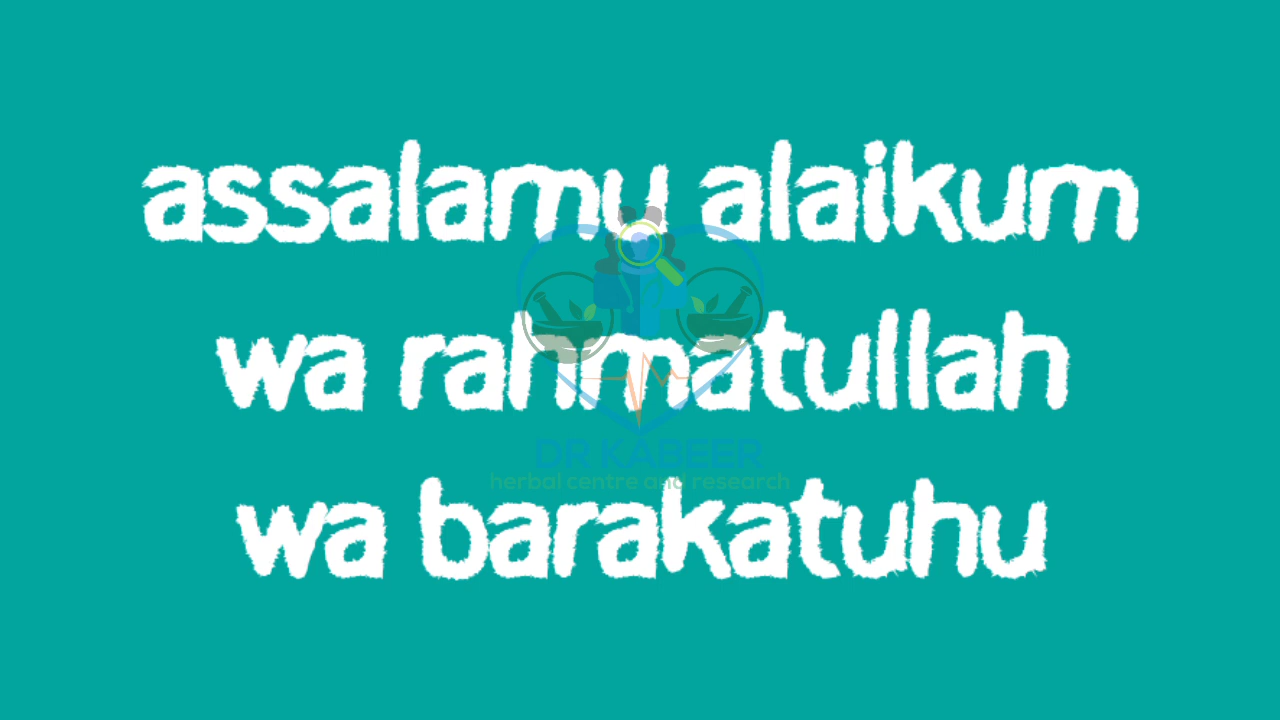 assalamu alaikum
wa rahmatullah
DR KABEER
herbal centre and research
wa barakatuhu